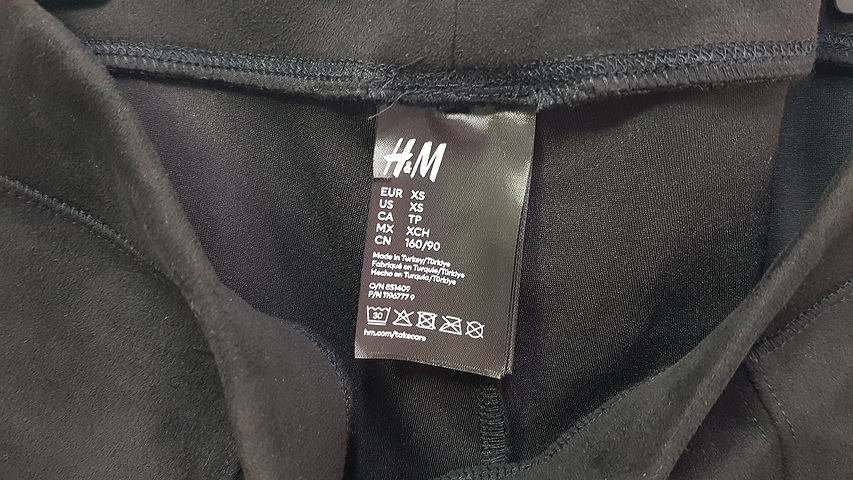 H&M
EUR XS
US XS
CA TP
MX XCH
CN 160/90
Made in Turkey/Türkiye
Fabriqué en Turquie/Türkiye
Hecho en Turquía/Türkiye
O/N 851409
P/N 1196777 9
30
hm.com/takecare